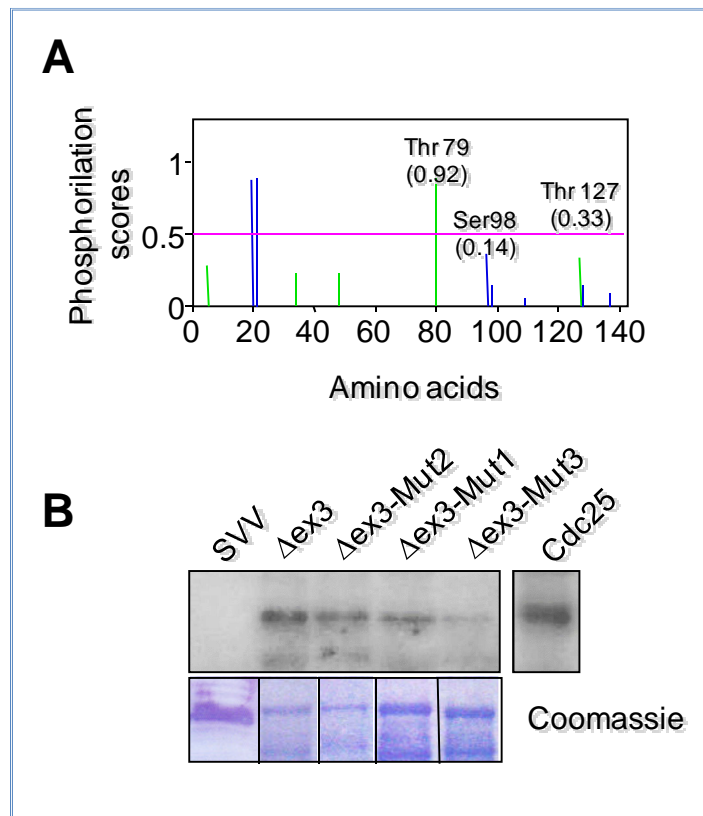 A
Phosphorilation
scores
1
0.5
0
Thr 79
(0.92)
Ser98
(0.14)
Thr 127
(0.33)
0 20 40 60 80 100 120 140
Amino acids
B
SVV Δex3 Δex3-Mut2 Δex3-Mut1 Δex3-Mut3 Cdc25
Coomassie